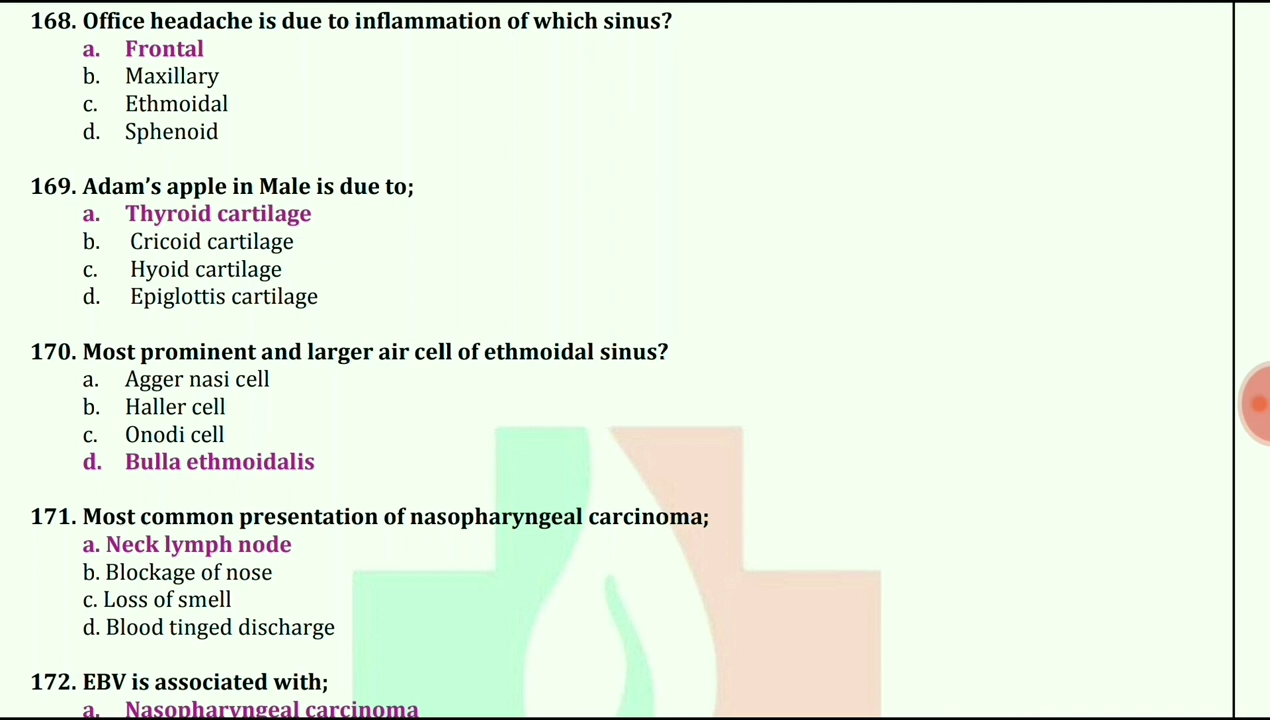 168. Office headache is due to inflammation of which sinus?
a. Frontal
b. Maxillary
c. Ethmoidal
d. Sphenoid
169. Adam’s apple in Male is due to;
a. Thyroid cartilage
b. Cricoid cartilage
c. Hyoid cartilage
d. Epiglottis cartilage
170. Most prominent and larger air cell of ethmoidal sinus?
a. Agger nasi cell
b. Haller cell
c. Onodi cell
d. Bulla ethmoidalis
171. Most common presentation of nasopharyngeal carcinoma;
a. Neck lymph node
b. Blockage of nose
c. Loss of smell
d. Blood tinged discharge
172. EBV is associated with;
a. Nasopharyngeal carcinoma